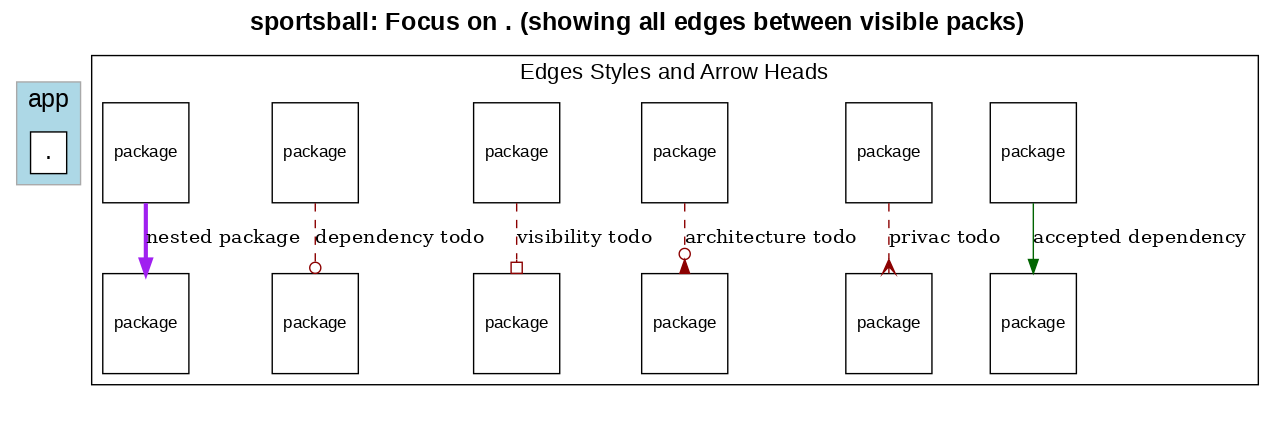 sportsball: Focus on . (showing all edges between visible packs)
app
.
Edges Styles and Arrow Heads
package
package
package
package
package
package
nested package
dependency todo
visibility todo
architecture todo
privac todo
accepted dependency
package
package
package
package
package
package